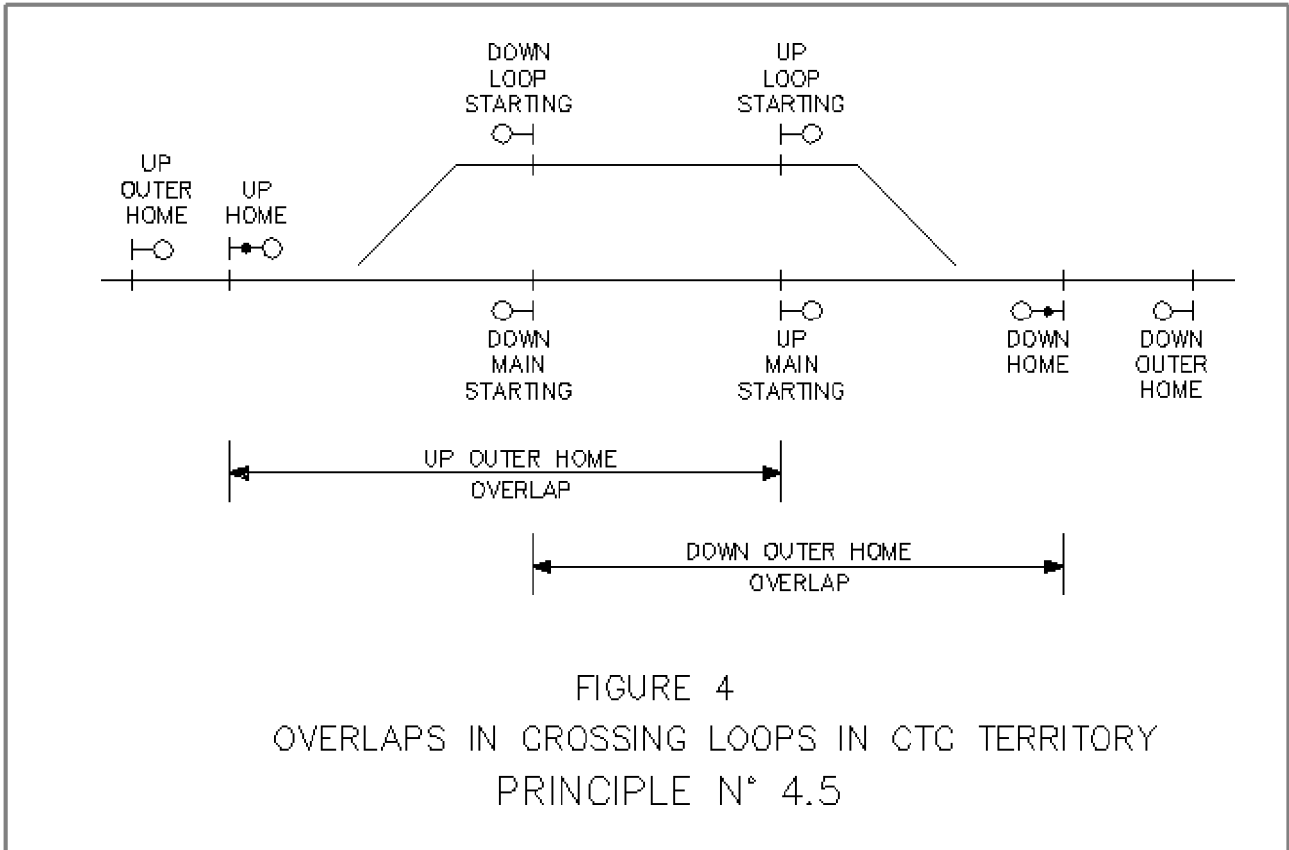 DOWN
LOOP
STARTING
UP
LOOP
STARTING
UP
OUTER
HOME
UP
HOME
DOWN
MAIN
STARTING
UP
MAIN
STARTING
DOWN
HOME
DOWN
OUTER
HOME
UP OUTER HOME
OVERLAP
DOWN OUTER HOME
OVERLAP
FIGURE 4
OVERLAPS IN CROSSING LOOPS IN CTC TERRITORY
PRINCIPLE N° 4.5